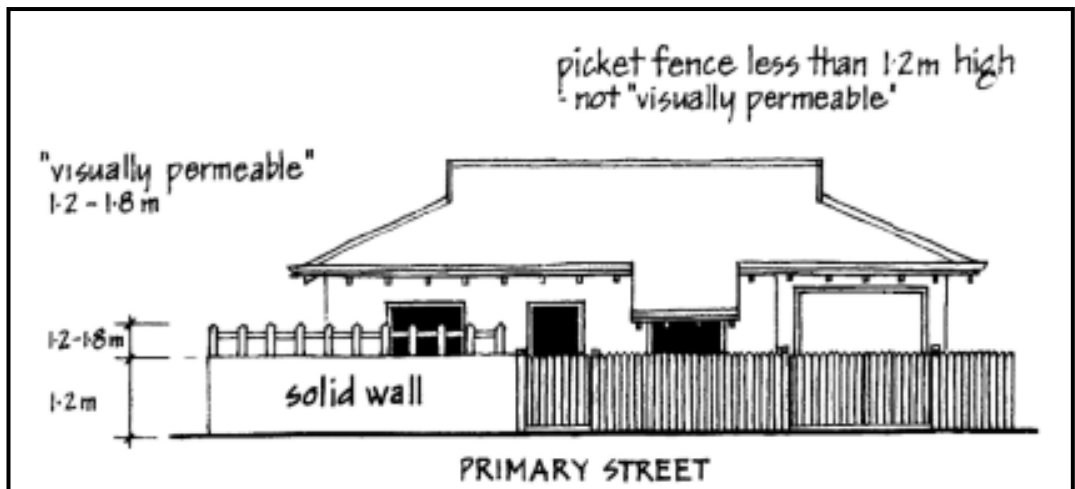 picket fence less than 1.2m high
- not "visually permeable"
"visually permeable"
1.2 - 1.8 m
1.2-1.8m
1.2m
solid wall
PRIMARY STREET